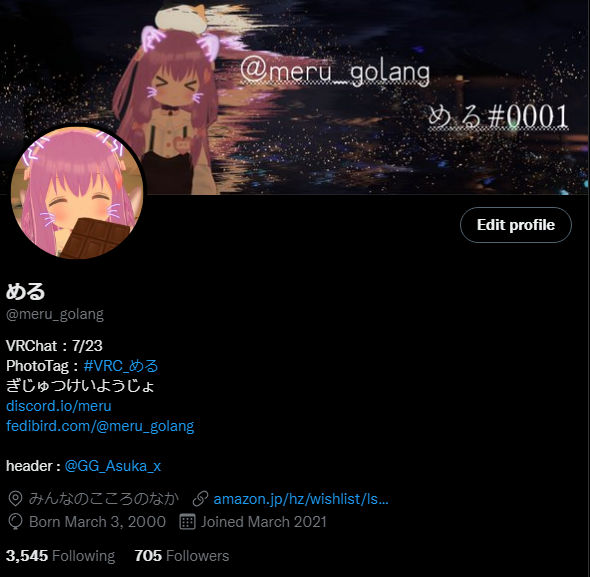 @meru_golang
める#0001
Edit profile
める
@meru_golang
VRChat : 7/23
PhotoTag : #VRC_める
ぎじゅつけいようじょ
discord.io/meru
fedibird.com/@meru_golang
header : @GG_Asuka_x
みんなのこころのなか amazon.jp/hz/wishlist/ls...
Born March 3, 2000 Joined March 2021
3,545 Following 705 Followers